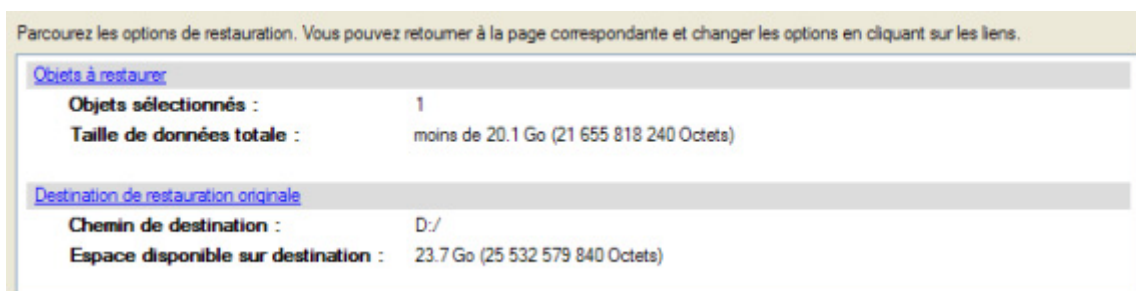 Parcourez les options de restauration. Vous pouvez retourner à la page correspondante et changer les options en cliquant sur les liens.
Objets à restaurer
Objets sélectionnés : 1
Taille de données totale : moins de 20.1 Go (21 655 818 240 Octets)
Destination de restauration originale
Chemin de destination : D:/
Espace disponible sur destination : 23.7 Go (25 532 579 840 Octets)